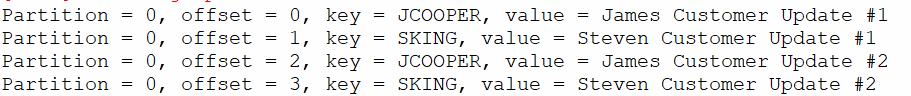 Partition = 0, offset = 0, key = JCOOPER, value = James Customer Update #1
Partition = 0, offset = 1, key = SKING, value = Steven Customer Update #1
Partition = 0, offset = 2, key = JCOOPER, value = James Customer Update #2
Partition = 0, offset = 3, key = SKING, value = Steven Customer Update #2